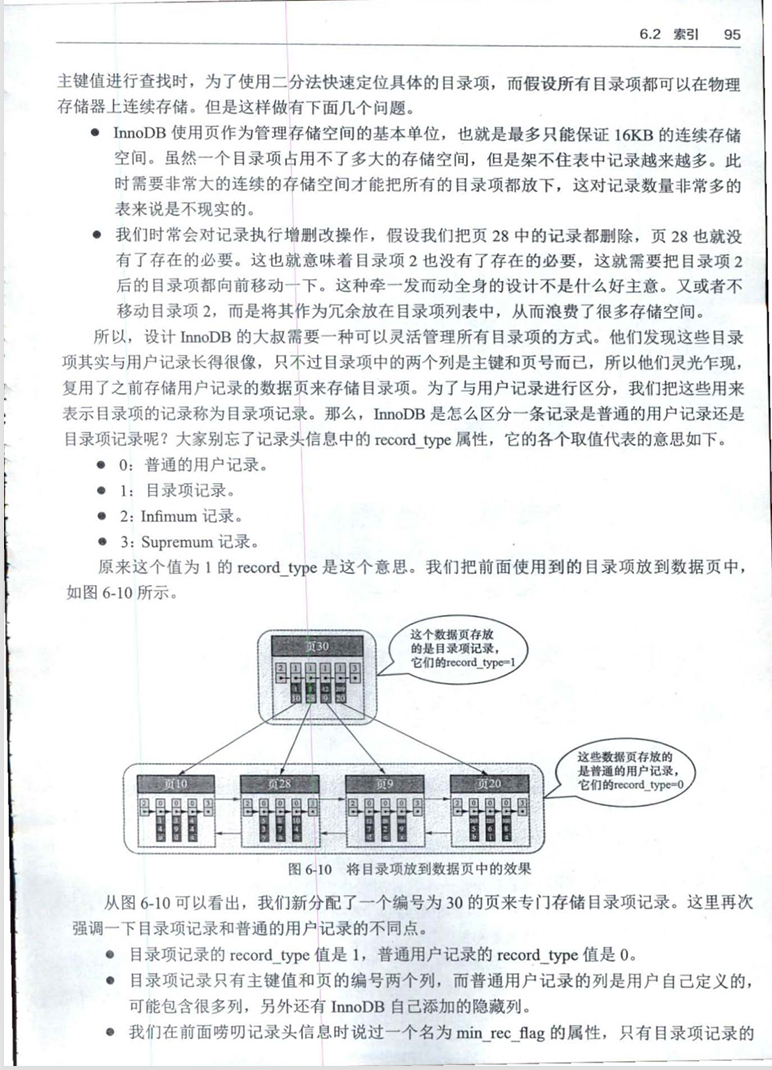 6.2 索引 95
主键值进行查找时，为了使用二分法快速定位具体的目录项，而假设所有目录项都可以在物理
存储器上连续存储。但是这样做有下面几个问题。
● InnoDB 使用页作为管理存储空间的基本单位，也就是最多只能保证 16KB 的连续存储
空间。虽然一个目录项占用不了多大的存储空间，但是架不住表中记录越来越多。此
时需要非常大的连续的存储空间才能把所有的目录项都放下，这对记录数量非常多的
表来说是不现实的。
● 我们时常会对记录执行增删改操作，假设我们把页 28 中的记录都删除，页 28 也就没
有了存在的必要。这也就意味着目录项 2 也没有了存在的必要，这就需要把目录项 2
后的目录项都向前移动一下。这种牵一发而动全身的设计不是什么好主意。又或者不
移动目录项 2，而是将其作为冗余放在目录项列表中，从而浪费了很多存储空间。
所以，设计 InnoDB 的大叔需要一种可以灵活管理所有目录项的方式。他们发现这些目录
项其实与用户记录长得很像，只不过目录项中的两个列是主键和页号而已，所以他们灵光乍现，
复用了之前存储用户记录的数据页来存储目录项。为了与用户记录进行区分，我们把这些用来
表示目录项的记录称为目录项记录。那么，InnoDB 是怎么区分一条记录是普通的用户记录还是
目录项记录呢？大家别忘了记录头信息中的 record_type 属性，它的各个取值代表的意思如下。
● 0：普通的用户记录。
● 1：目录项记录。
● 2：Infimum 记录。
● 3：Supremum 记录。
原来这个值为 1 的 record_type 是这个意思。我们把前面使用到的目录项放到数据页中，
如图 6-10 所示。
页30
2 1 1 1 1 3
这个数据页存放
的是目录项记录，
它们的record_type=1
页10 页28 页9 页20
2 0 0 0 3
2 0 0 0 3
2 0 0 0 3
2 0 0 0 3
这些数据页存放的
是普通的用户记录，
它们的record_type=0
图 6-10 将目录项放到数据页中的效果
从图 6-10 可以看出，我们新分配了一个编号为 30 的页来专门存储目录项记录。这里再次
强调一下目录项记录和普通的用户记录的不同点。
● 目录项记录的 record_type 值是 1，普通用户记录的 record_type 值是 0。
● 目录项记录只有主键值和页的编号两个列，而普通用户记录的列是用户自己定义的，
可能包含很多列，另外还有 InnoDB 自己添加的隐藏列。
● 我们在前面唠叨记录头信息时说过一个名为 min_rec_flag 的属性，只有目录项记录的